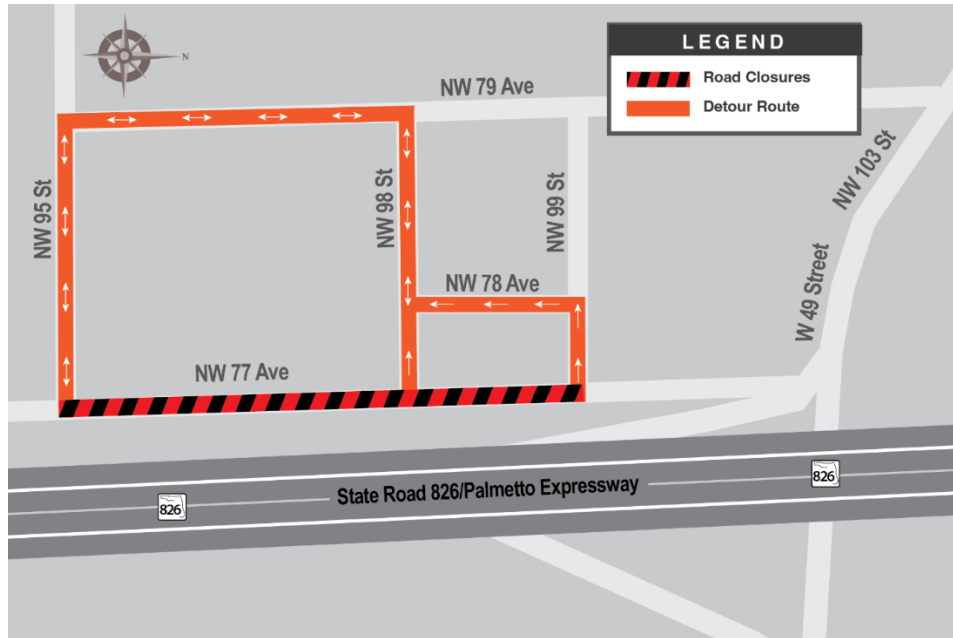 LEGEND
Road Closures
Detour Route
N
NW 79 Ave
NW 103 St
NW 95 St
NW 98 St
NW 99 St
NW 78 Ave
W 49 Street
NW 77 Ave
State Road 826/Palmetto Expressway
826
826